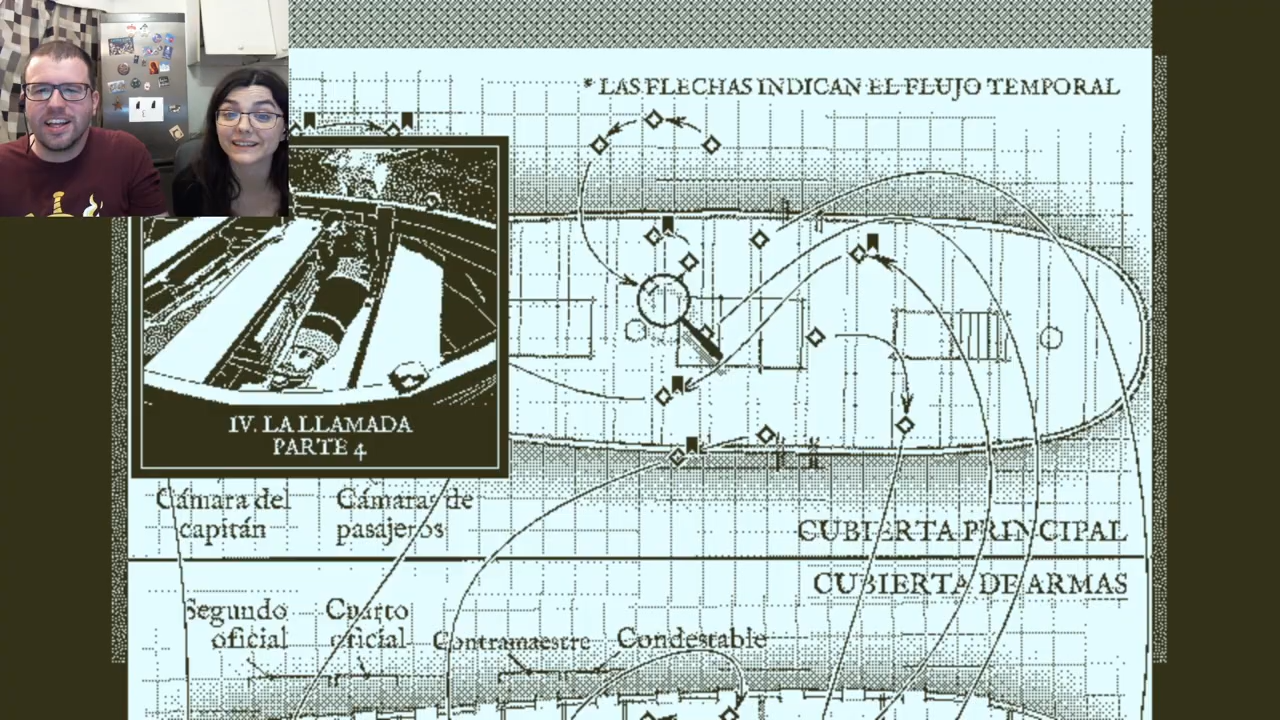 * LAS FLECHAS INDICAN EL FLUJO TEMPORAL
IV. LA LLAMADA
PARTE 4
Cámara del
capitán
Cámaras de
pasajeros
CUBIERTA PRINCIPAL
CUBIERTA DE ARMAS
Segundo
oficial
Cuarto
oficial
Contramaestre
Condestable